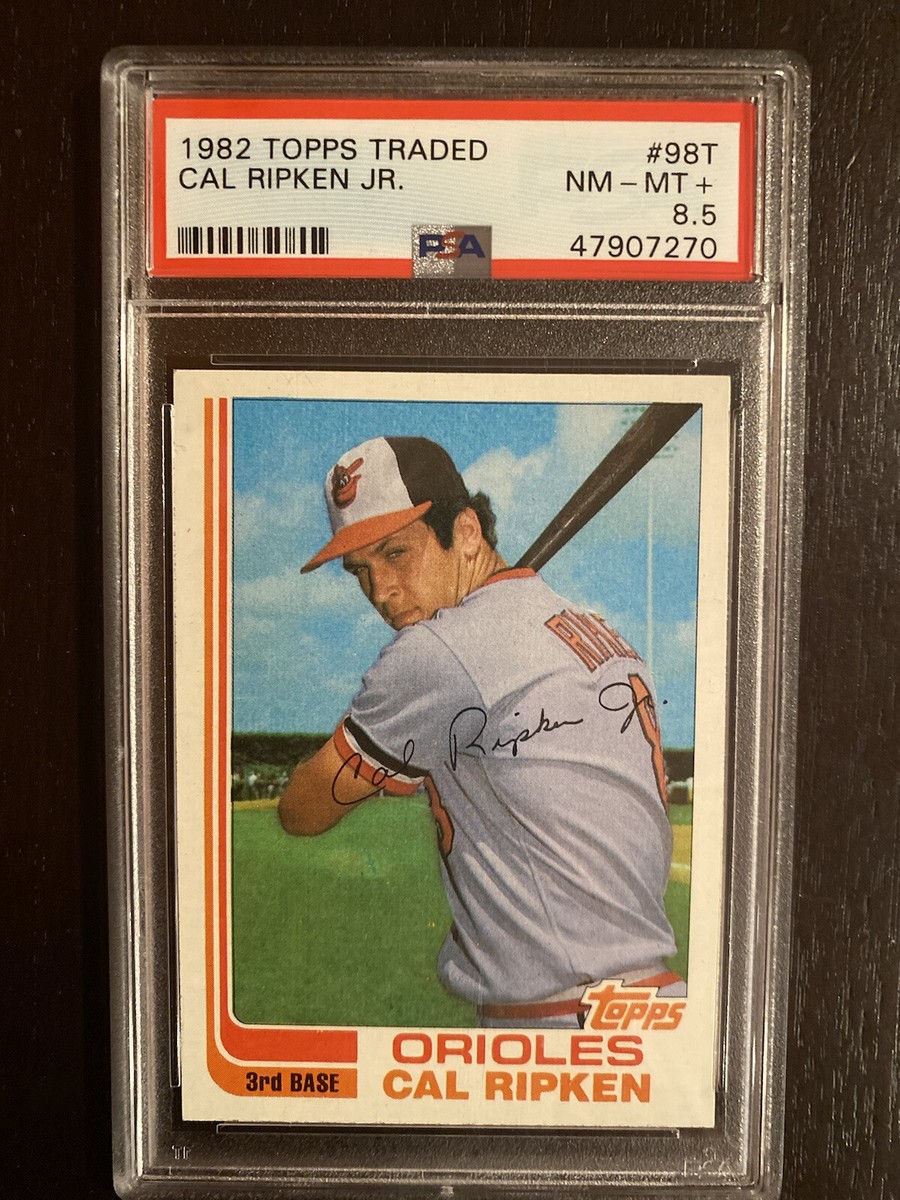 1982 TOPPS TRADED #98T
CAL RIPKEN JR. NM - MT +
8.5
PSA 47907270
Cal Ripken Jr.
TOPPS
ORIOLES
3rd BASE CAL RIPKEN